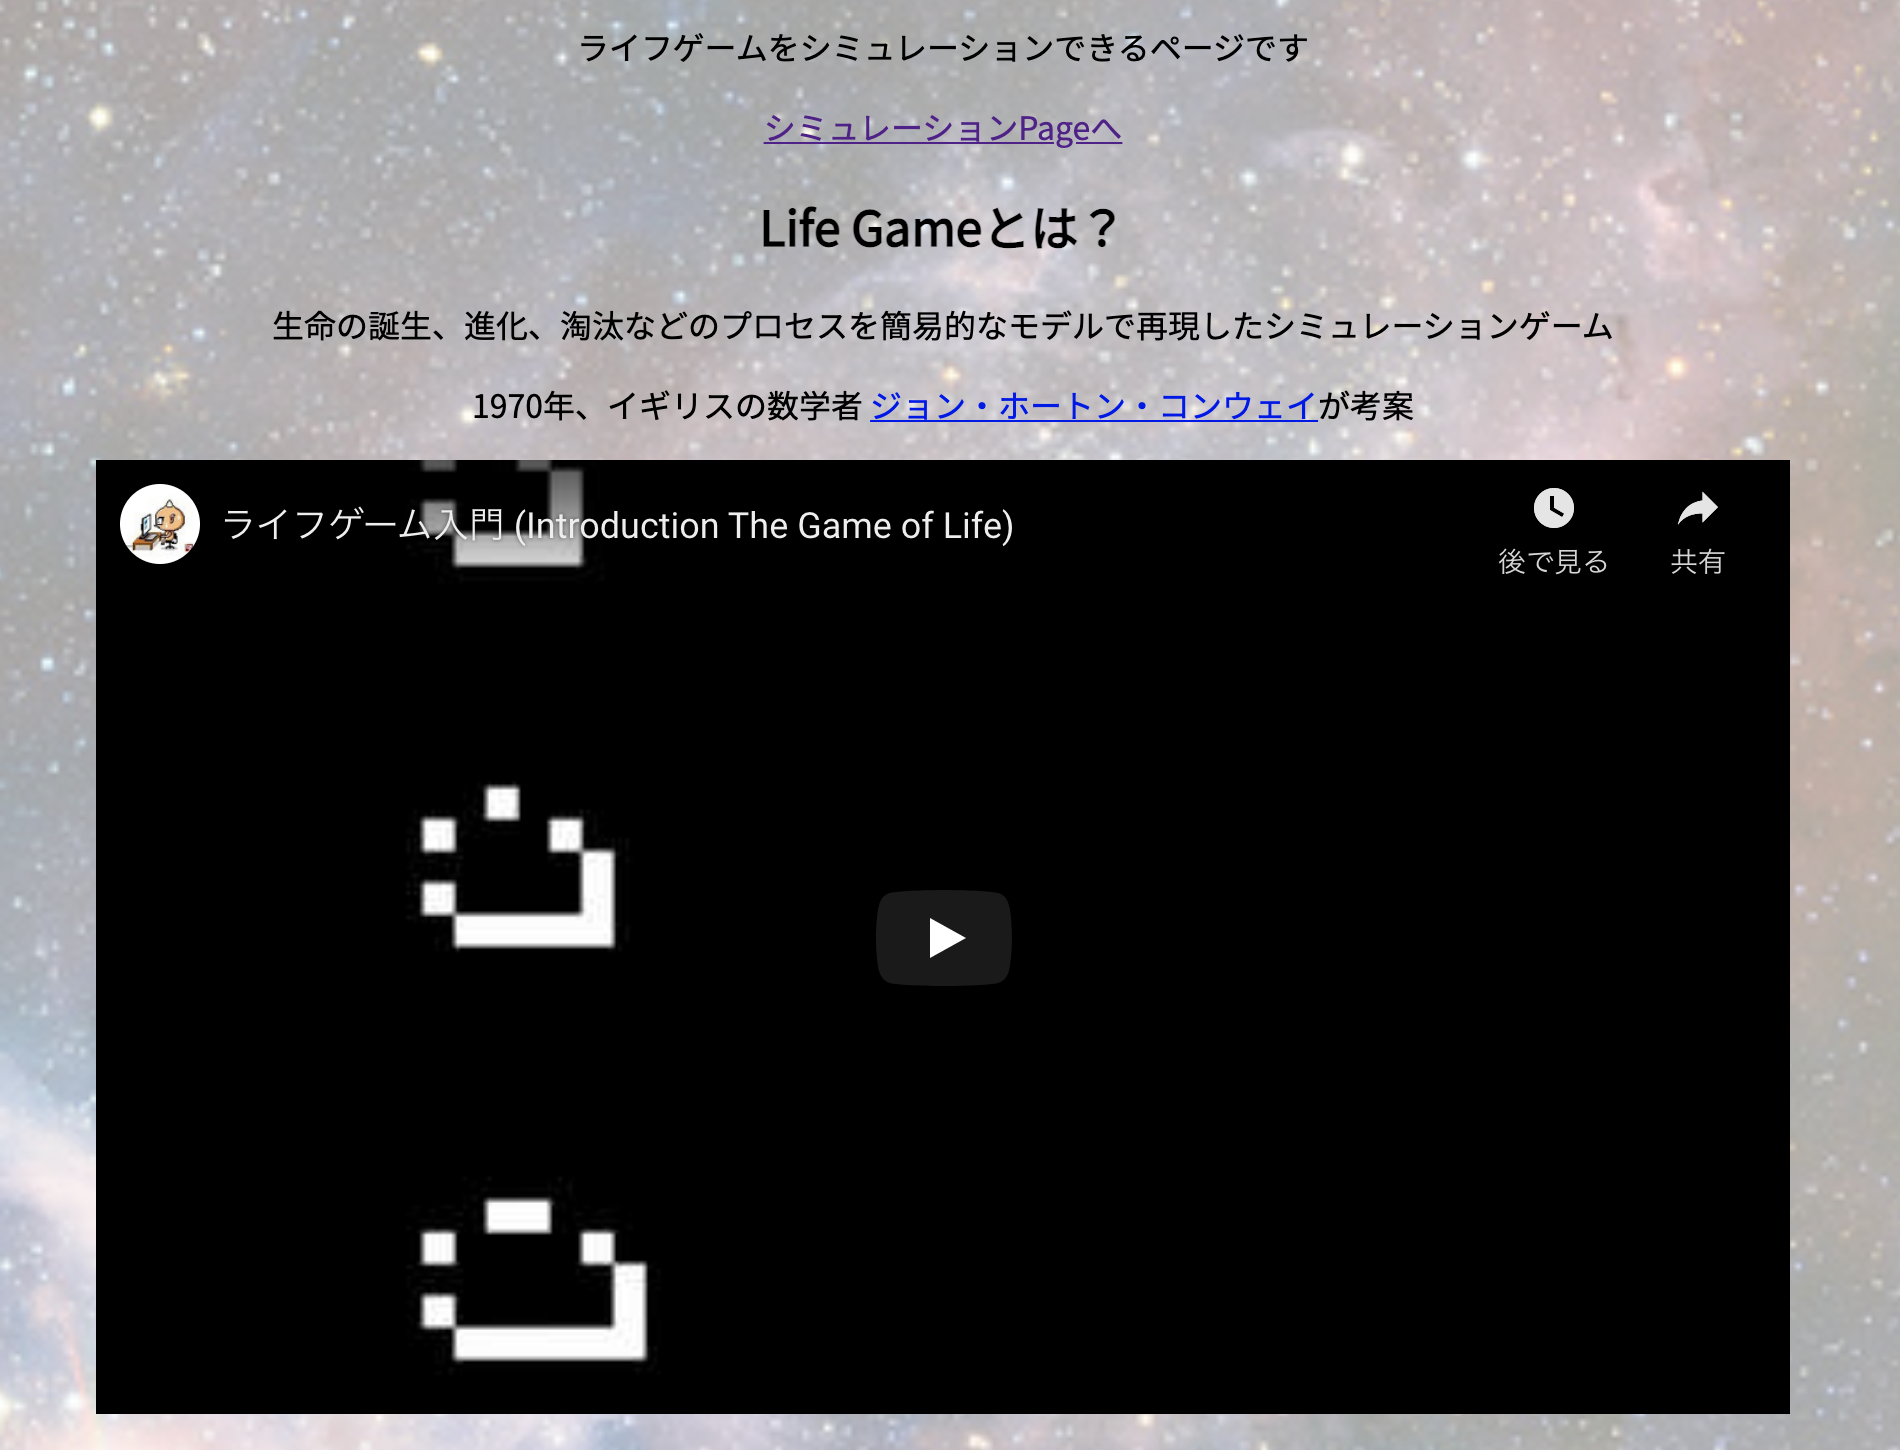 ライフゲームをシミュレーションできるページです
シミュレーションPageへ
Life Gameとは？
生命の誕生、進化、淘汰などのプロセスを簡易的なモデルで再現したシミュレーションゲーム
1970年、イギリスの数学者 ジョン・ホートン・コンウェイが考案
ライフゲーム入門 (Introduction The Game of Life)
後で見る
共有